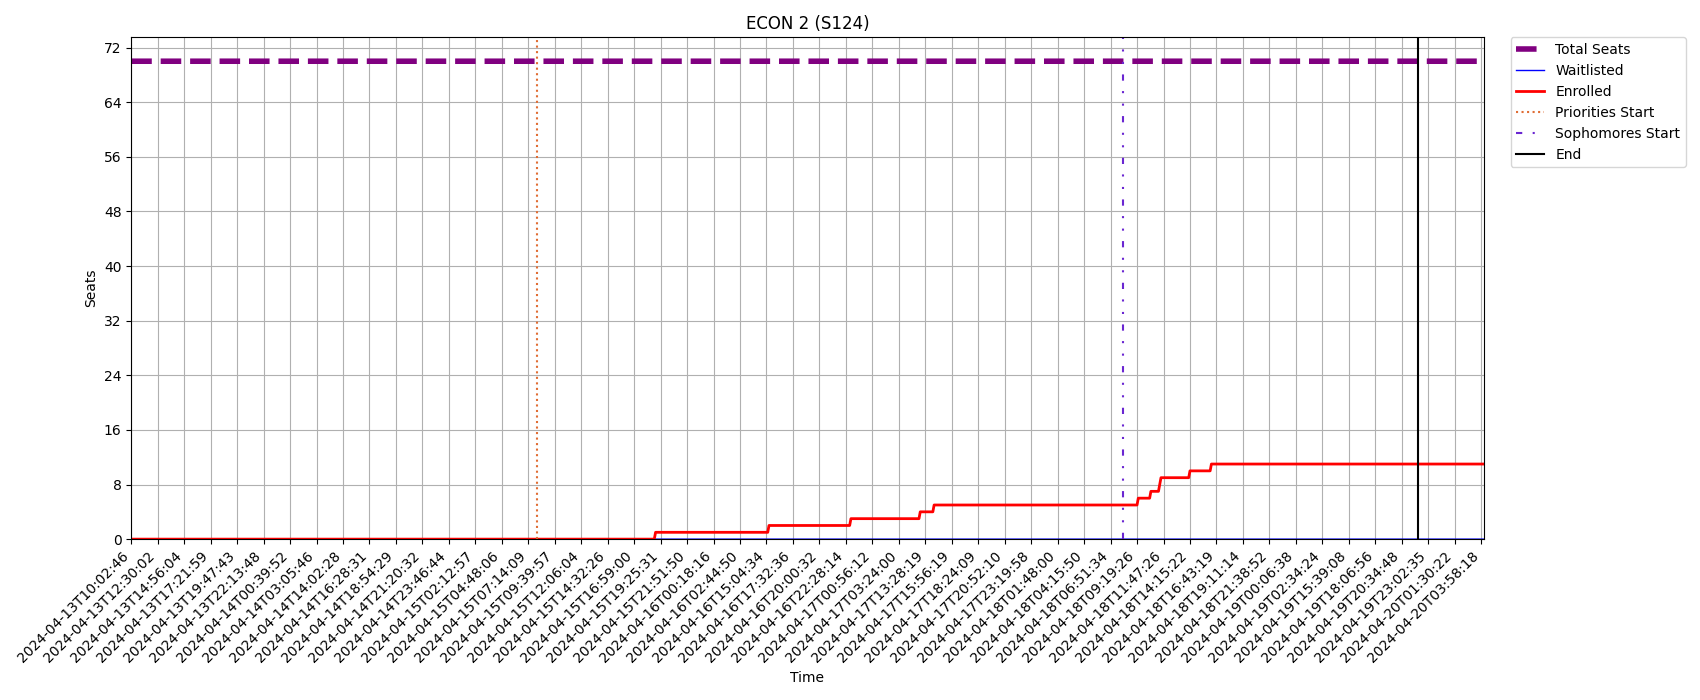 ECON 2 (S124)
Total Seats
Waitlisted
Enrolled
Priorities Start
Sophomores Start
End
Seats
72
64
56
48
40
32
24
16
8
0
2024-04-13T10:02:46
2024-04-13T12:30:02
2024-04-13T14:56:04
2024-04-13T17:21:59
2024-04-13T19:47:43
2024-04-13T22:13:48
2024-04-14T00:39:52
2024-04-14T03:05:46
2024-04-14T14:02:28
2024-04-14T16:28:31
2024-04-14T18:54:29
2024-04-14T21:20:32
2024-04-14T23:46:44
2024-04-15T02:12:57
2024-04-15T04:48:06
2024-04-15T07:14:09
2024-04-15T09:39:57
2024-04-15T12:06:04
2024-04-15T14:32:26
2024-04-15T16:59:00
2024-04-15T19:25:31
2024-04-15T21:51:50
2024-04-16T00:18:16
2024-04-16T02:44:50
2024-04-16T15:04:34
2024-04-16T17:32:36
2024-04-16T20:00:32
2024-04-16T22:28:14
2024-04-17T00:56:12
2024-04-17T03:24:00
2024-04-17T13:28:19
2024-04-17T15:56:19
2024-04-17T18:24:09
2024-04-17T20:52:10
2024-04-17T23:19:58
2024-04-18T01:48:00
2024-04-18T04:15:50
2024-04-18T06:51:34
2024-04-18T09:19:26
2024-04-18T11:47:26
2024-04-18T14:15:22
2024-04-18T16:43:19
2024-04-18T19:11:14
2024-04-18T21:38:52
2024-04-19T00:06:38
2024-04-19T02:34:24
2024-04-19T15:39:08
2024-04-19T18:06:56
2024-04-19T20:34:48
2024-04-19T23:02:35
2024-04-20T01:30:22
2024-04-20T03:58:18
Time